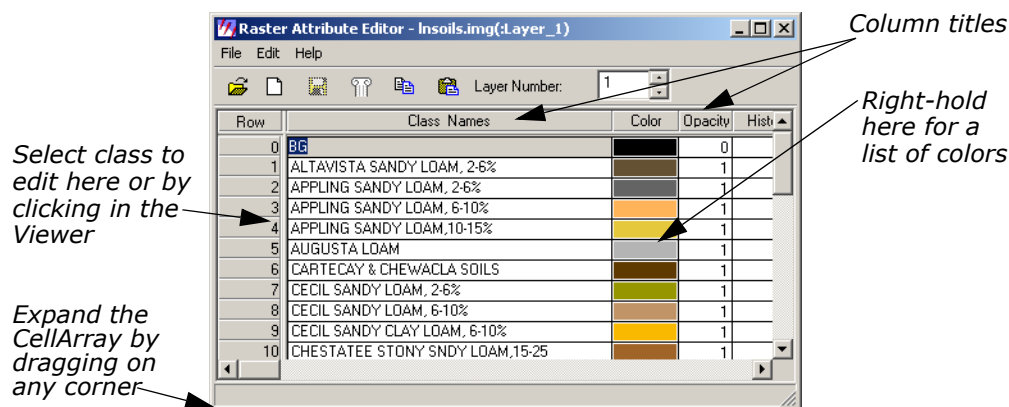 Raster Attribute Editor - lnsoils.img(:Layer_1)
File Edit Help
Layer Number: 1
Row Class Names Color Opacity Hist
0 BG 0
1 ALTAVISTA SANDY LOAM, 2-6% 1
2 APPLING SANDY LOAM, 2-6% 1
3 APPLING SANDY LOAM, 6-10% 1
4 APPLING SANDY LOAM,10-15% 1
5 AUGUSTA LOAM 1
6 CARTECAY & CHEWACLA SOILS 1
7 CECIL SANDY LOAM, 2-6% 1
8 CECIL SANDY LOAM, 6-10% 1
9 CECIL SANDY CLAY LOAM, 6-10% 1
10 CHESTATEE STONY SNDY LOAM,15-25 1
Column titles
Right-hold
here for a
list of colors
Select class to
edit here or by
clicking in the
Viewer
Expand the
CellArray by
dragging on
any corner